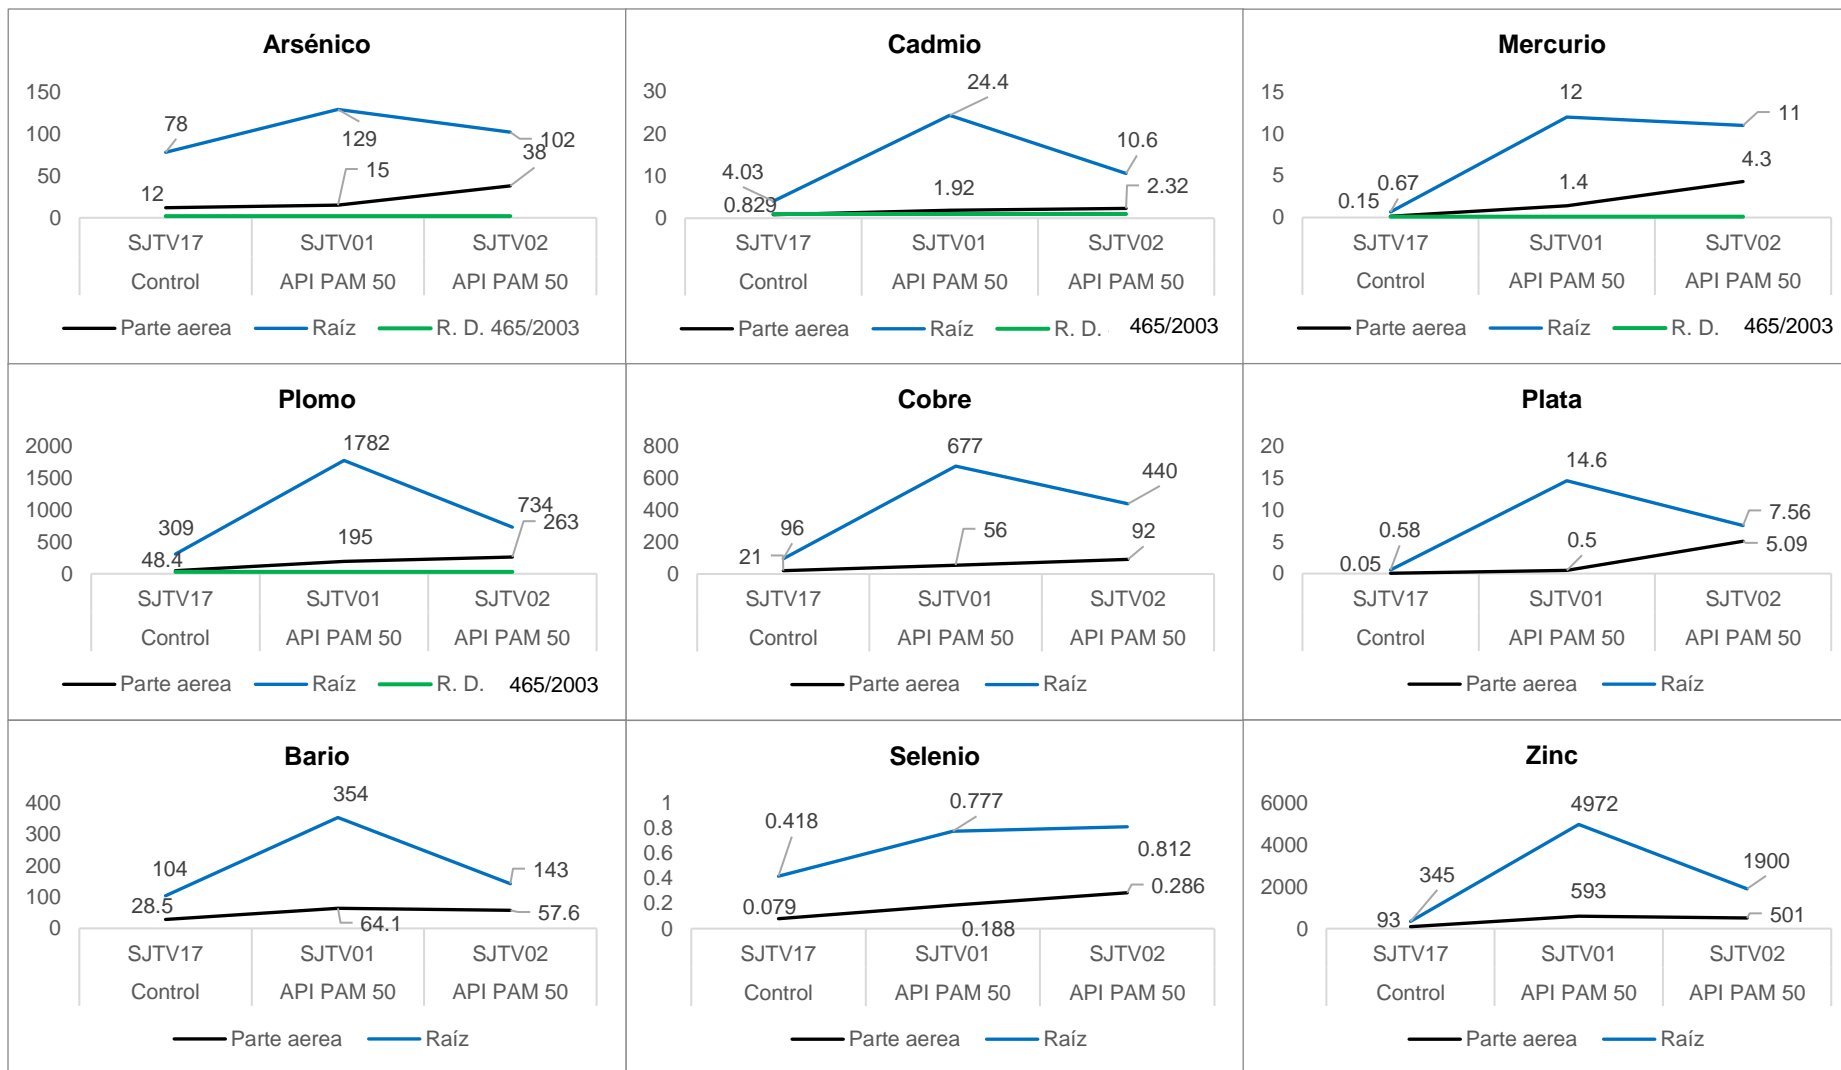 Arsénico
150
100
50
0
78
129
102
12
15
38
SJTV17 SJTV01 SJTV02
Control API PAM 50 API PAM 50
Parte aerea Raíz R. D. 465/2003
Cadmio
30
20
10
0
4.03
24.4
10.6
0.829
1.92
2.32
SJTV17 SJTV01 SJTV02
Control API PAM 50 API PAM 50
Parte aerea Raíz R. D. 465/2003
Mercurio
15
10
5
0
0.67
12
11
0.15
1.4
4.3
SJTV17 SJTV01 SJTV02
Control API PAM 50 API PAM 50
Parte aerea Raíz R. D. 465/2003
Plomo
2000
1500
1000
500
0
309
1782
734
48.4
195
263
SJTV17 SJTV01 SJTV02
Control API PAM 50 API PAM 50
Parte aerea Raíz R. D. 465/2003
Cobre
800
600
400
200
0
96
677
440
21
56
92
SJTV17 SJTV01 SJTV02
Control API PAM 50 API PAM 50
Parte aerea Raíz
Plata
20
15
10
5
0
0.58
14.6
7.56
0.05
0.5
5.09
SJTV17 SJTV01 SJTV02
Control API PAM 50 API PAM 50
Parte aerea Raíz
Bario
400
300
200
100
0
104
354
143
28.5
64.1
57.6
SJTV17 SJTV01 SJTV02
Control API PAM 50 API PAM 50
Parte aerea Raíz
Selenio
1
0.8
0.6
0.4
0.2
0
0.418
0.777
0.812
0.079
0.188
0.286
SJTV17 SJTV01 SJTV02
Control API PAM 50 API PAM 50
Parte aerea Raíz
Zinc
6000
4000
2000
0
345
4972
1900
93
593
501
SJTV17 SJTV01 SJTV02
Control API PAM 50 API PAM 50
Parte aerea Raíz